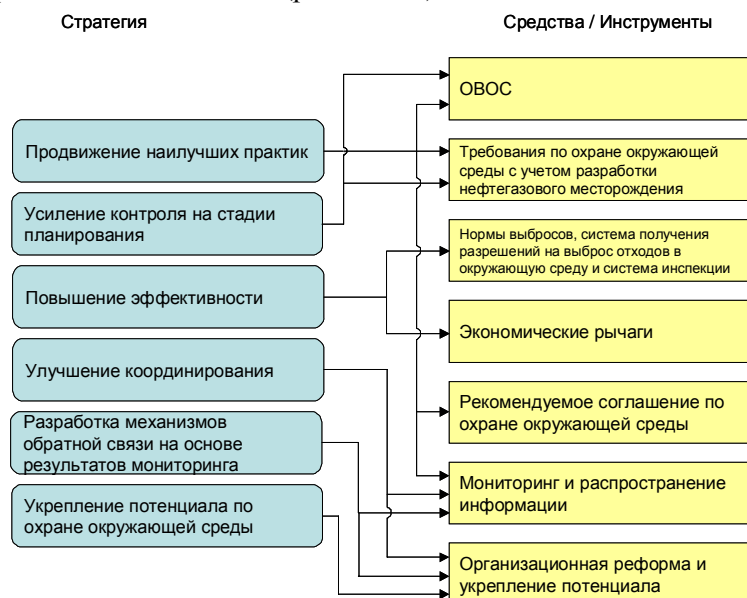 Стратегия
Средства / Инструменты
Продвижение наилучших практик
Усиление контроля на стадии
планирования
Повышение эффективности
Улучшение координирования
Разработка механизмов
обратной связи на основе
результатов мониторинга
Укрепление потенциала по
охране окружающей среды
ОВОС
Требования по охране окружающей
среды с учетом разработки
нефтегазового месторождения
Нормы выбросов, система получения
разрешений на выброс отходов в
окружающую среду и система инспекции
Экономические рычаги
Рекомендуемое соглашение по
охране окружающей среды
Мониторинг и распространение
информации
Организационная реформа и
укрепление потенциала